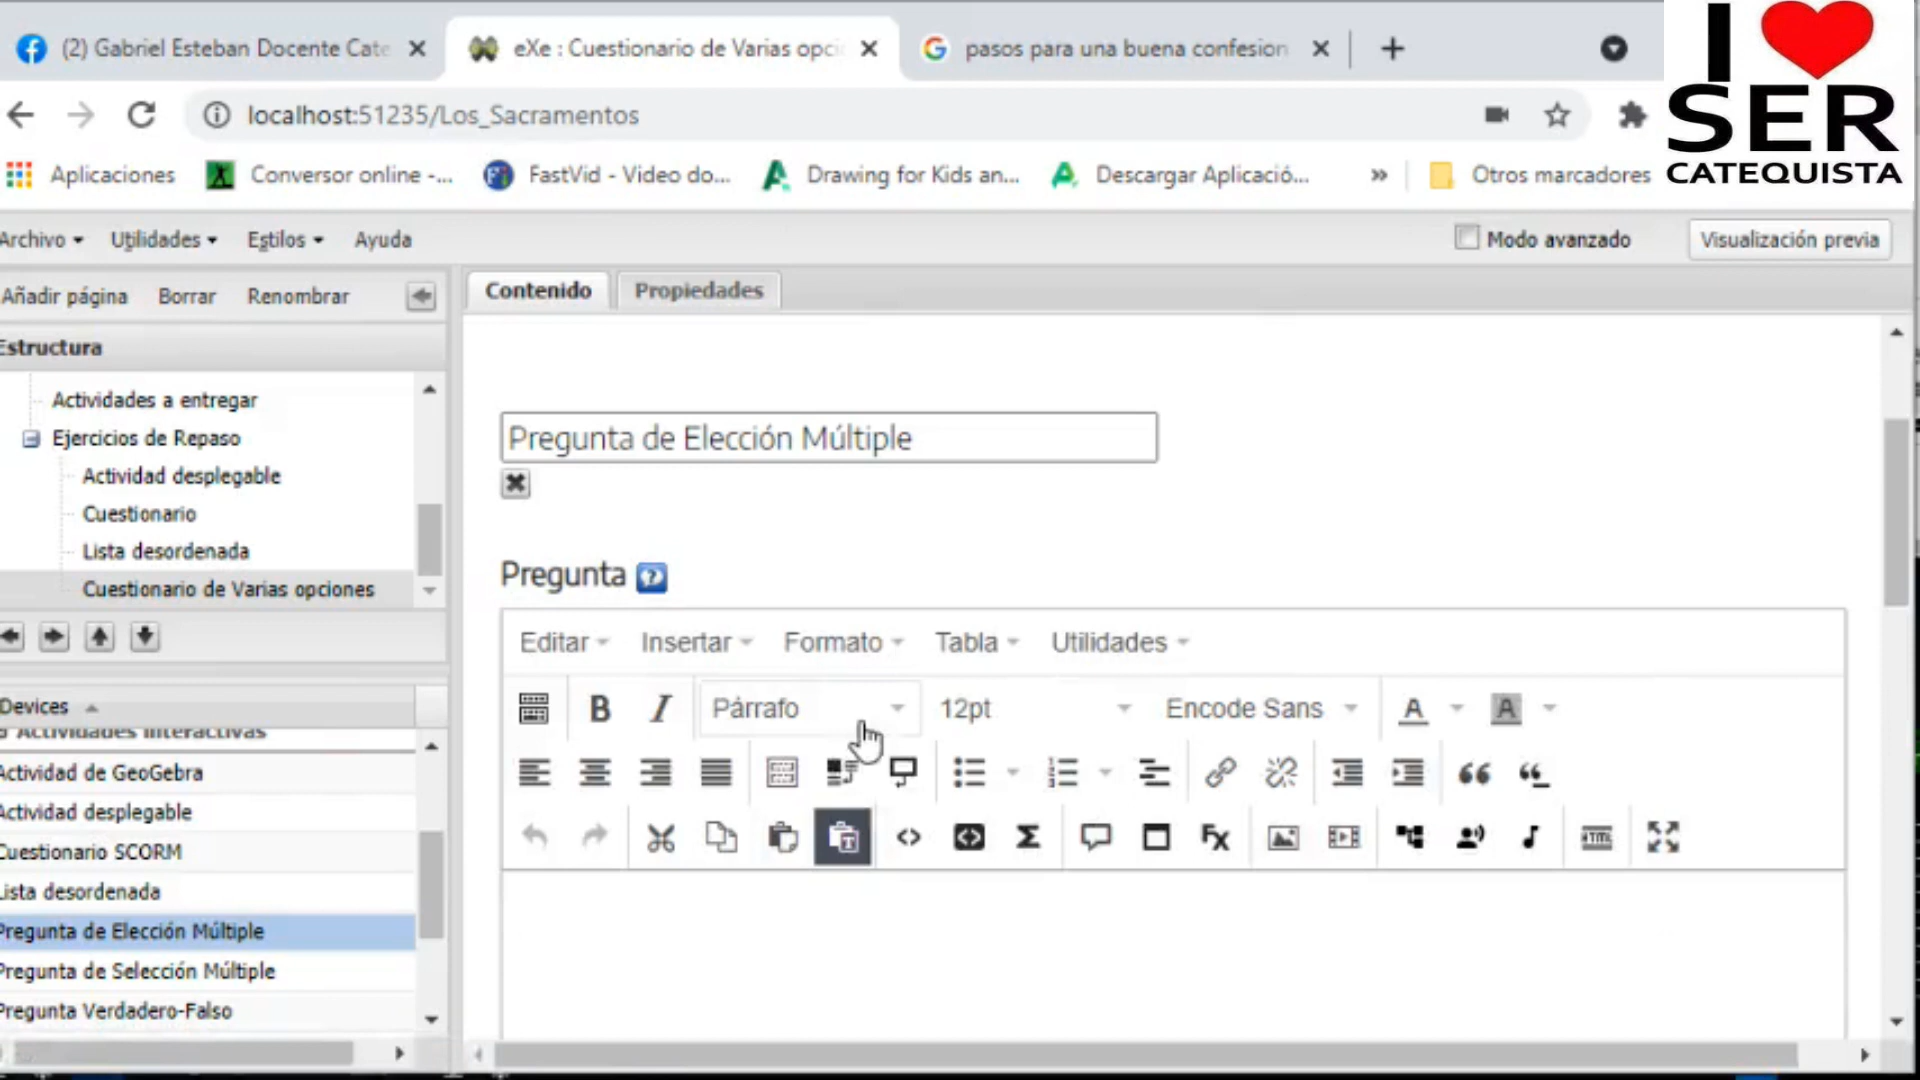 (2) Gabriel Esteban Docente Cate
eXe : Cuestionario de Varias opci
pasos para una buena confesion
I
SER
CATEQUISTA
localhost:51235/Los_Sacramentos
Aplicaciones
Conversor online -...
FastVid - Video do...
Drawing for Kids an...
Descargar Aplicació...
»
Otros marcadores
Archivo
Utilidades
Estilos
Ayuda
Modo avanzado
Visualización previa
Añadir página
Borrar
Renombrar
Contenido
Propiedades
Estructura
Actividades a entregar
Ejercicios de Repaso
Actividad desplegable
Cuestionario
Lista desordenada
Cuestionario de Varias opciones
Pregunta de Elección Múltiple
Pregunta
Editar
Insertar
Formato
Tabla
Utilidades
B
I
Párrafo
12pt
Encode Sans
A
A
Devices
Actividades Interactivas
Actividad de GeoGebra
Actividad desplegable
Cuestionario SCORM
Lista desordenada
Pregunta de Elección Múltiple
Pregunta de Selección Múltiple
Pregunta Verdadero-Falso